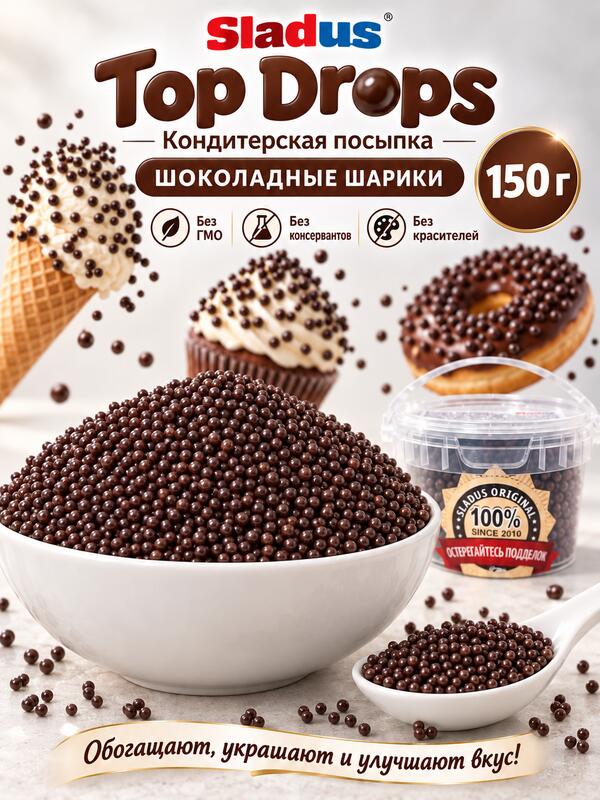 Sladus®
Top Drops
Кондитерская посыпка
ШОКОЛАДНЫЕ ШАРИКИ
150 г
Без
ГМО
Без
консервантов
Без
красителей
SLADUS ORIGINAL
100%
SINCE 2010
ОСТЕРЕГАЙТЕСЬ ПОДДЕЛОК
Обогащают, украшают и улучшают вкус!